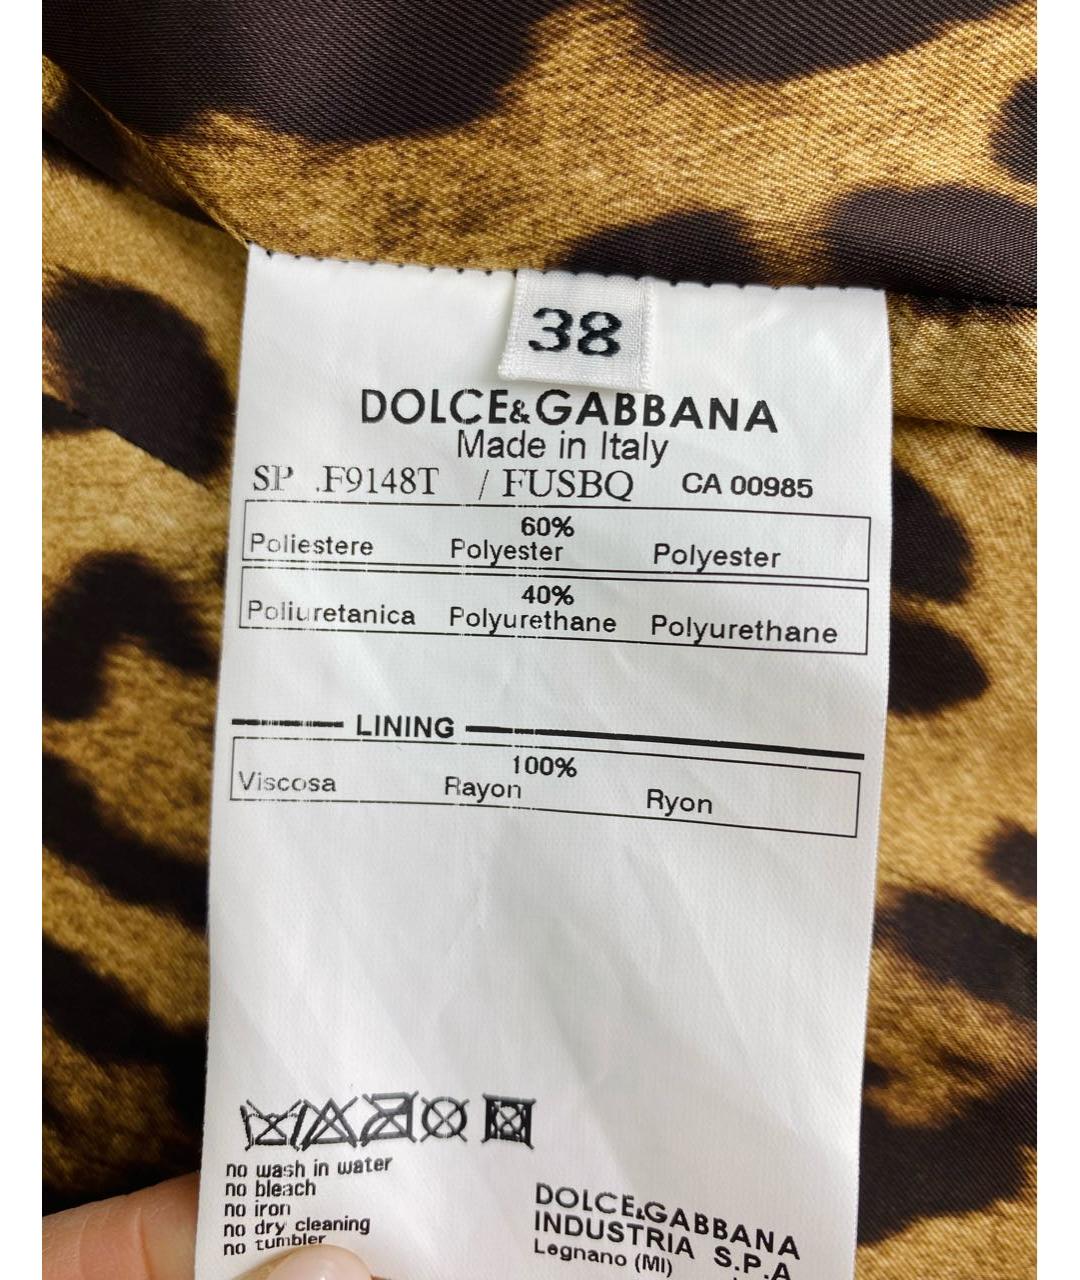 38
DOLCE&GABBANA
Made in Italy
SP .F9148T / FUSBQ CA 00985
60%
Poliestere Polyester Polyester
40%
Poliuretanica Polyurethane Polyurethane
LINING
100%
Viscosa Rayon Ryon
no wash in water
no bleach
no iron
no dry cleaning
no tumbler
DOLCE&GABBANA
INDUSTRIA S.P.A
Legnano (MI)